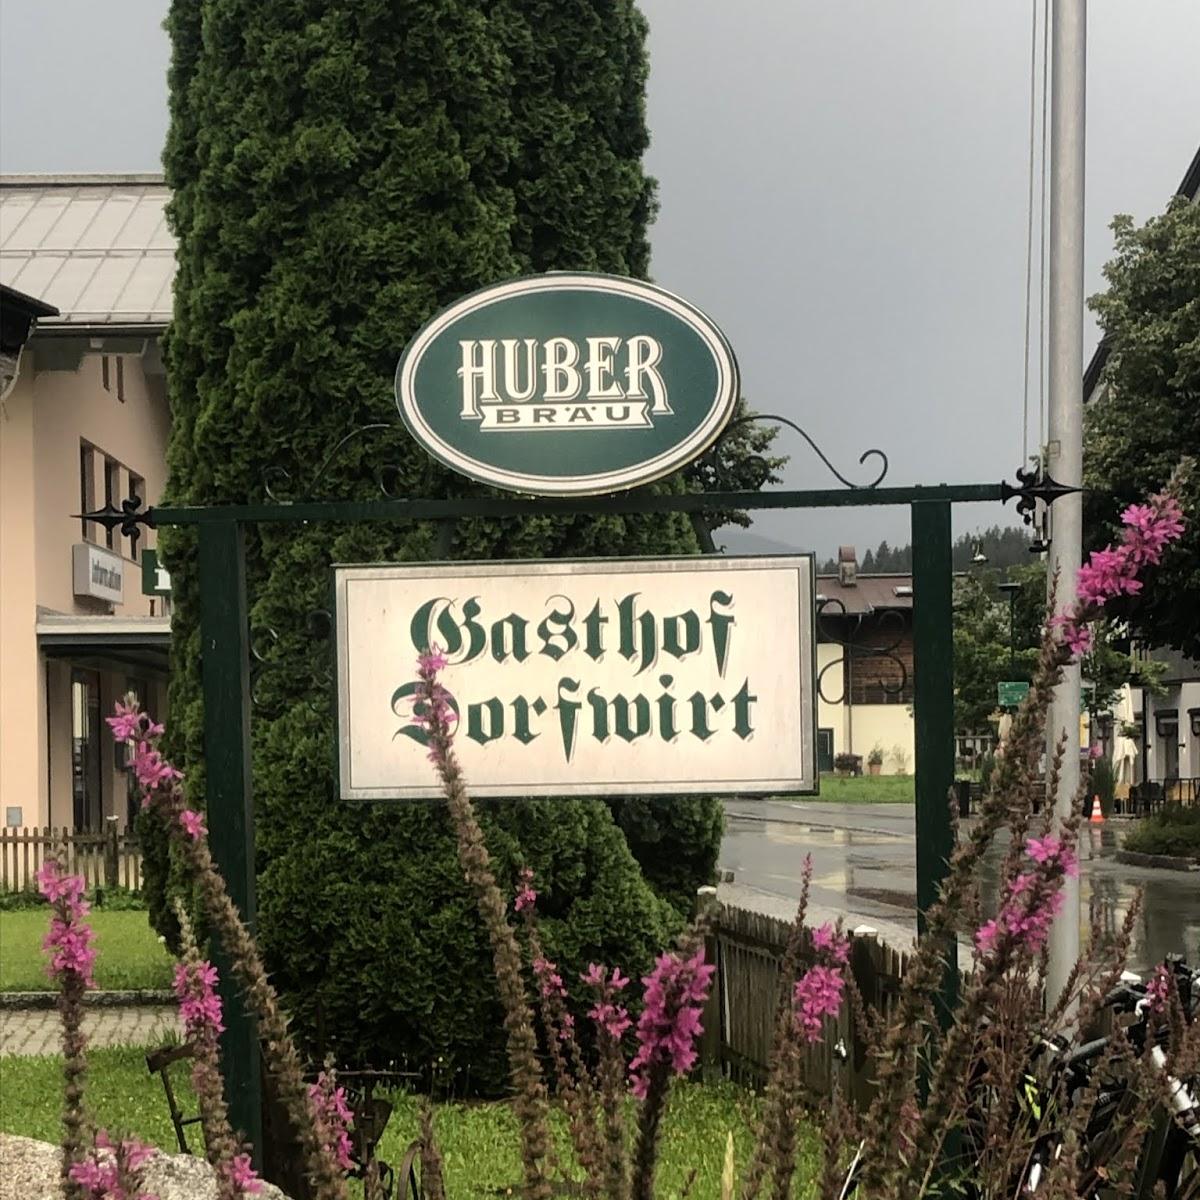 HUBER
BRÄU
Gasthof
Dorfwirt